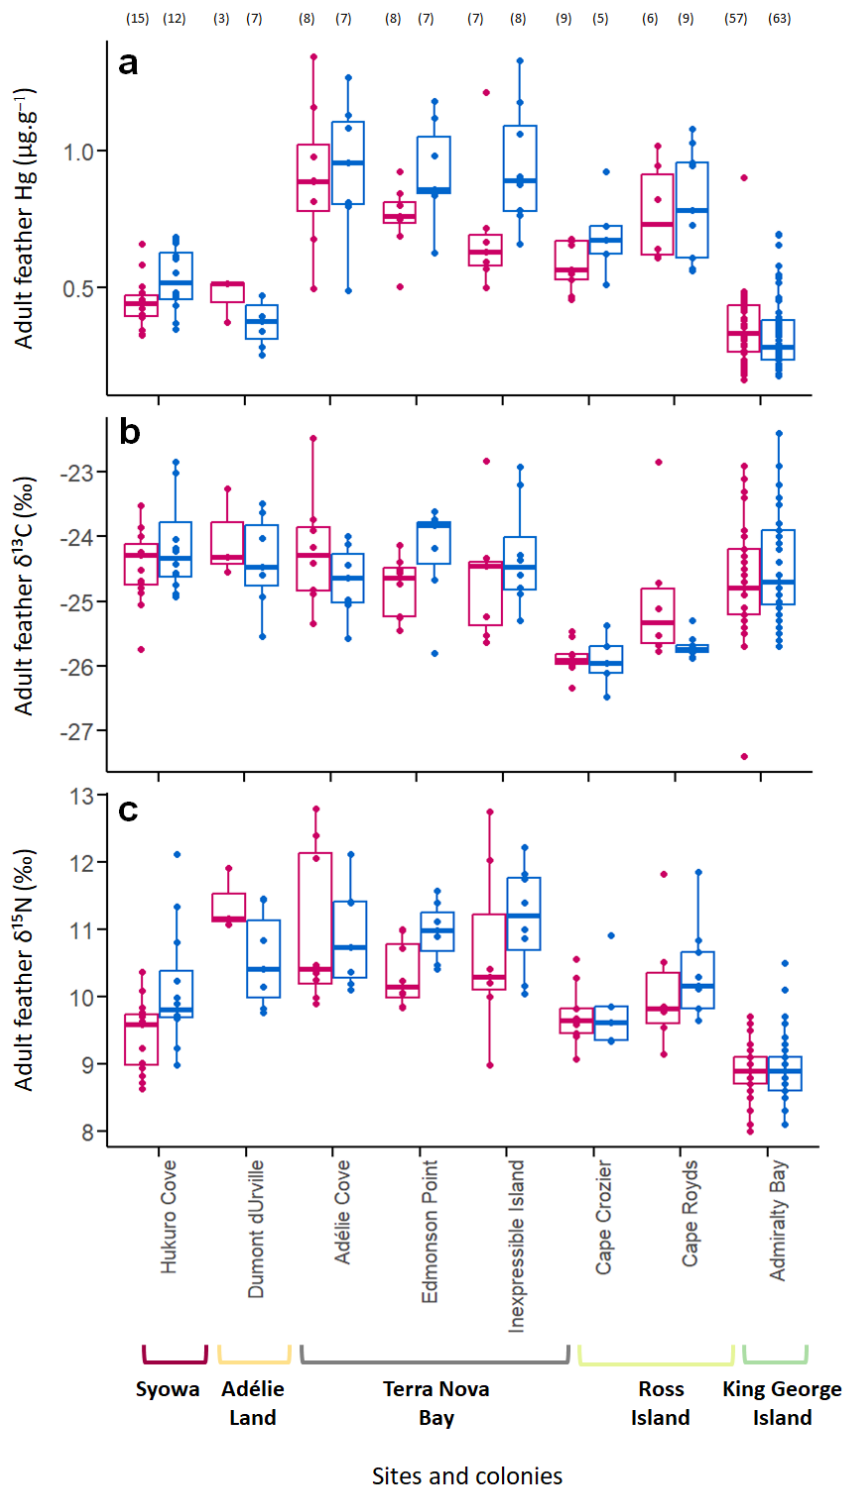 (15) (12) (3) (7) (8) (7) (8) (7) (7) (8) (9) (5) (6) (9) (57) (63)
a
Adult feather Hg (µg.g⁻¹)
1.0
0.5
b
Adult feather δ¹³C (‰)
-23
-24
-25
-26
-27
c
Adult feather δ¹⁵N (‰)
13
12
11
10
9
8
Hukuro Cove
Dumont dUrville
Adélie Cove
Edmonson Point
Inexpressible Island
Cape Crozier
Cape Royds
Admiralty Bay
Syowa
Adélie
Land
Terra Nova
Bay
Ross
Island
King George
Island
Sites and colonies